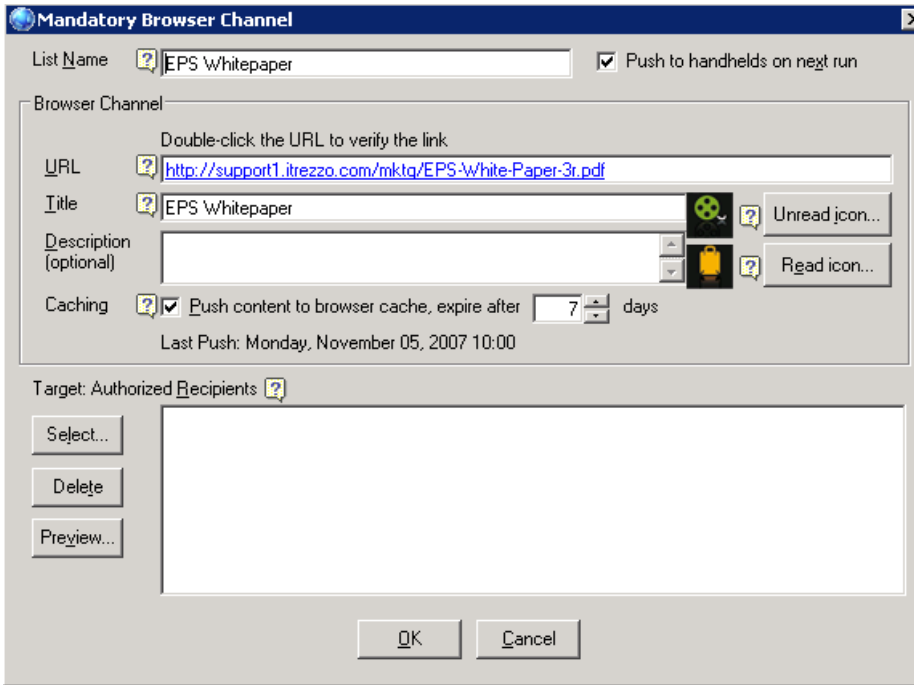 Mandatory Browser Channel
List Name ? EPS Whitepaper Push to handhelds on next run
Browser Channel
Double-click the URL to verify the link
URL ? http://support1.itrezzo.com/mktg/EPS-White-Paper-3r.pdf
Title ? EPS Whitepaper ? Unread icon...
Description
(optional) ? Read icon...
Caching ? Push content to browser cache, expire after 7 days
Last Push: Monday, November 05, 2007 10:00
Target: Authorized Recipients ?
Select...
Delete
Preview...
OK Cancel